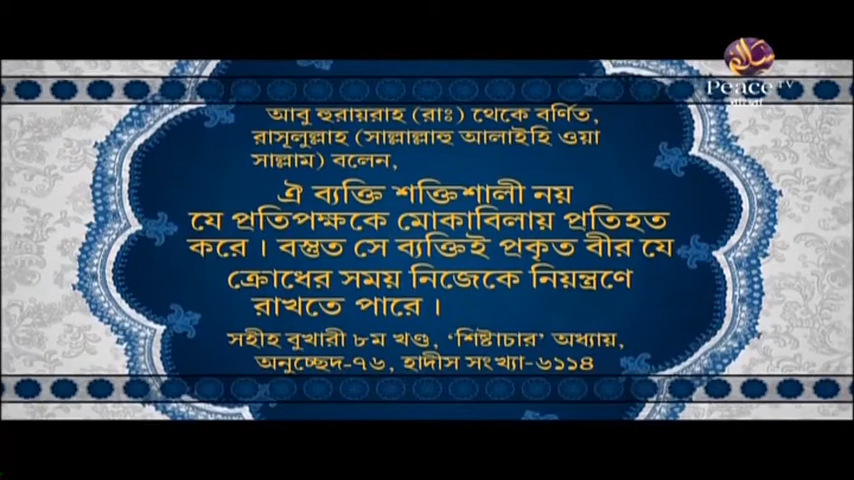 Peace TV
বাংলা
আবু হুরায়রাহ (রাঃ) থেকে বর্ণিত,
রাসূলুল্লাহ (সাল্লাল্লাহু আলাইহি ওয়া
সাল্লাম) বলেন,
ঐ ব্যক্তি শক্তিশালী নয়
যে প্রতিপক্ষকে মোকাবিলায় প্রতিহত
করে। বস্তুত সে ব্যক্তিই প্রকৃত বীর যে
ক্রোধের সময় নিজেকে নিয়ন্ত্রণে
রাখতে পারে।
সহীহ বুখারী ৮ম খণ্ড, ‘শিষ্টাচার’ অধ্যায়,
অনুচ্ছেদ-৭৬, হাদীস সংখ্যা-৬১১৪